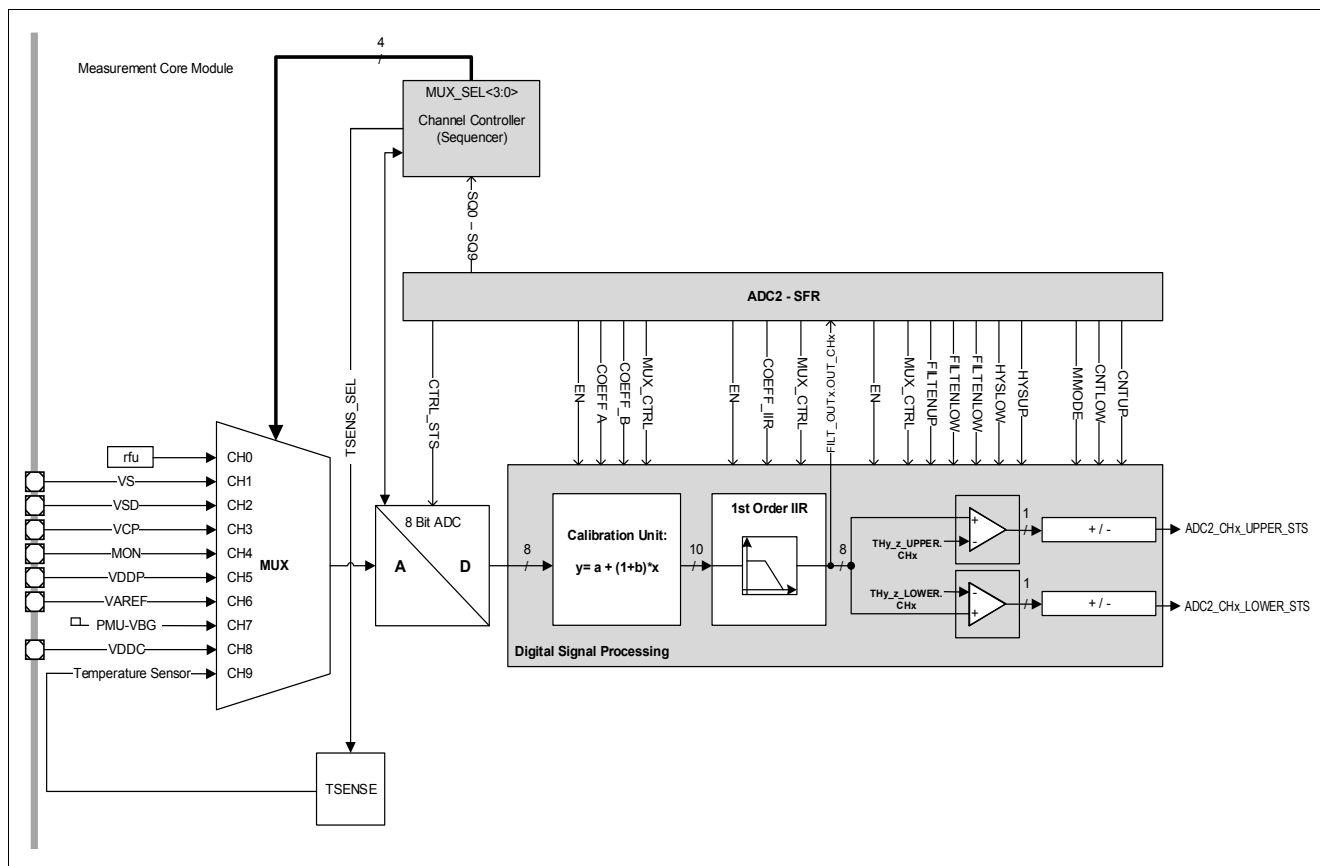 4
Measurement Core Module
MUX_SEL<3:0>
Channel Controller
(Sequencer)
SQ0 – SQ9
ADC2 - SFR
TSENS_SEL
CTRL_STS
EN
COEFF A
COEFF_B
MUX_CTRL
EN
COEFF_IIR
MUX_CTRL
FILT_OUTx.OUT_CHx
EN
MUX_CTRL
FILTENUP
FILTENLOW
FILTENLOW
HYSLOW
HYSUP
MMODE
CNTLOW
CNTUP
rfu
CH0
VS
CH1
VSD
CH2
VCP
CH3
MON
CH4
VDDP
CH5
VAREF
CH6
PMU-VBG
CH7
VDDC
CH8
Temperature Sensor
CH9
MUX
8 Bit ADC
A
D
8
Calibration Unit:
y= a + (1+b)*x
10
1st Order IIR
8
THy_z_UPPER.
CHx
+
-
1
+ / -
ADC2_CHx_UPPER_STS
THy_z_LOWER.
CHx
-
+
1
+ / -
ADC2_CHx_LOWER_STS
Digital Signal Processing
TSENSE